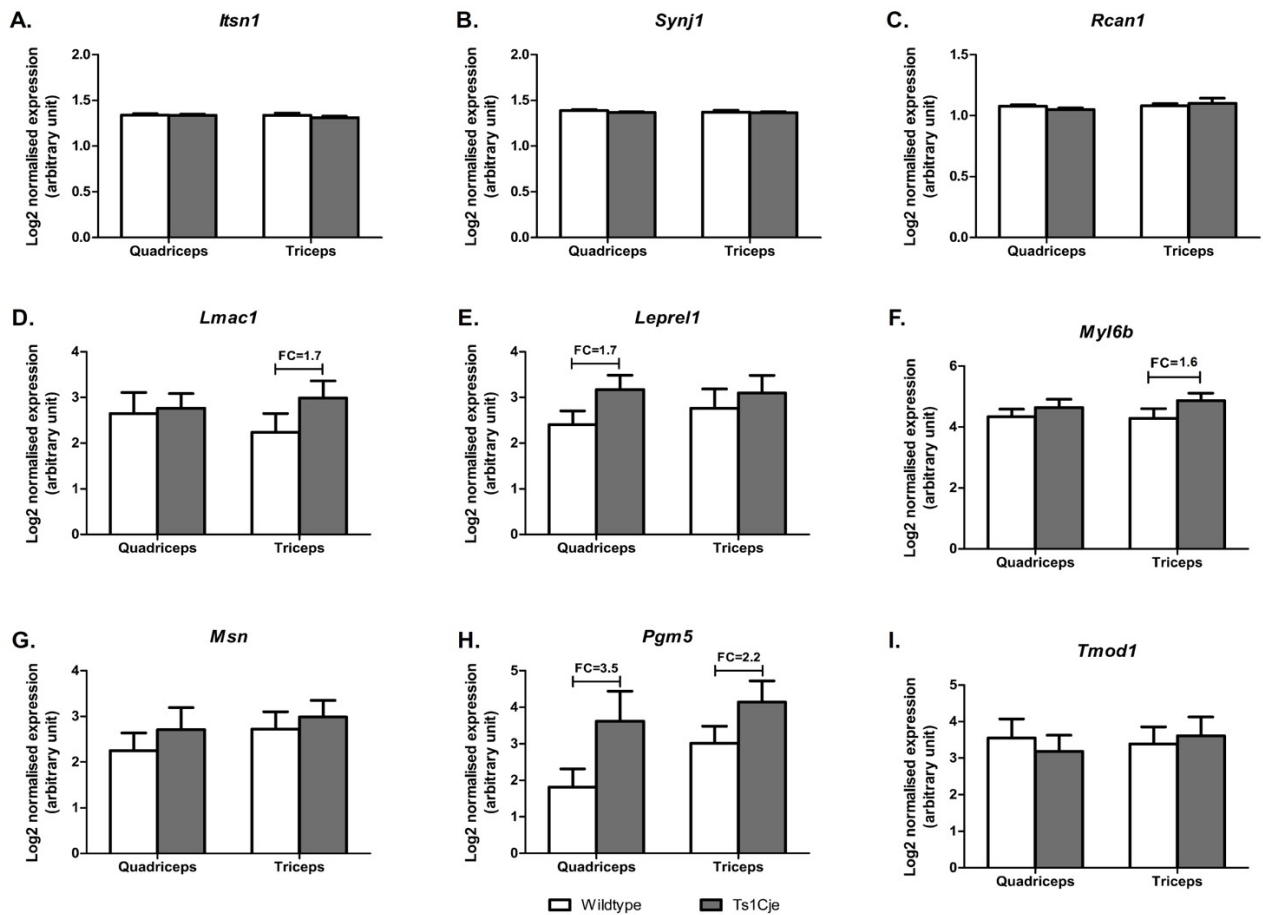 A. Itsn1
Log2 normalised expression
(arbitrary unit)
2.0
1.5
1.0
0.5
0.0
Quadriceps Triceps
B. Synj1
Log2 normalised expression
(arbitrary unit)
2.0
1.5
1.0
0.5
0.0
Quadriceps Triceps
C. Rcan1
Log2 normalised expression
(arbitrary unit)
1.5
1.0
0.5
0.0
Quadriceps Triceps
D. Lmac1
Log2 normalised expression
(arbitrary unit)
4
3
2
1
0
FC=1.7
Quadriceps Triceps
E. Leprel1
Log2 normalised expression
(arbitrary unit)
4
3
2
1
0
FC=1.7
Quadriceps Triceps
F. Myl6b
Log2 normalised expression
(arbitrary unit)
6
4
2
0
FC=1.6
Quadriceps Triceps
G. Msn
Log2 normalised expression
(arbitrary unit)
4
3
2
1
0
Quadriceps Triceps
H. Pgm5
Log2 normalised expression
(arbitrary unit)
5
4
3
2
1
0
FC=3.5 FC=2.2
Quadriceps Triceps
I. Tmod1
Log2 normalised expression
(arbitrary unit)
5
4
3
2
1
0
Quadriceps Triceps
Wildtype Ts1Cje